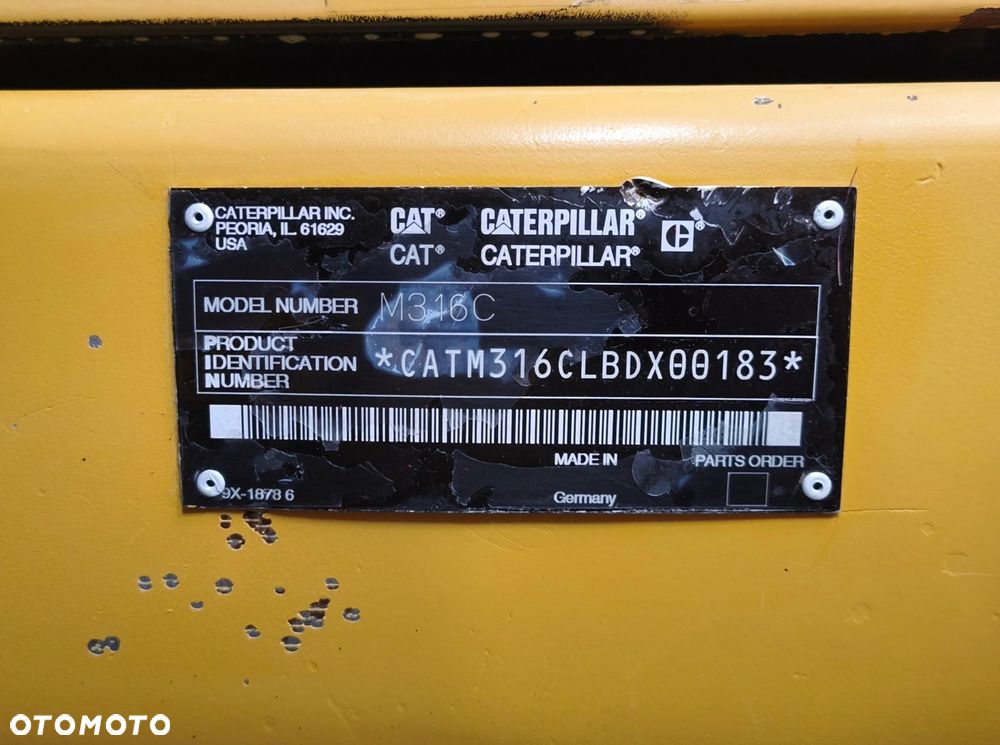 CATERPILLAR INC.
PEORIA, IL. 61629
USA
CAT® CATERPILLAR® C®
CAT® CATERPILLAR®
MODEL NUMBER M316C
PRODUCT
IDENTIFICATION
NUMBER
*CATM316CLBDX00183*
MADE IN
PARTS ORDER
9X-1878 6
Germany
OTOMOTO